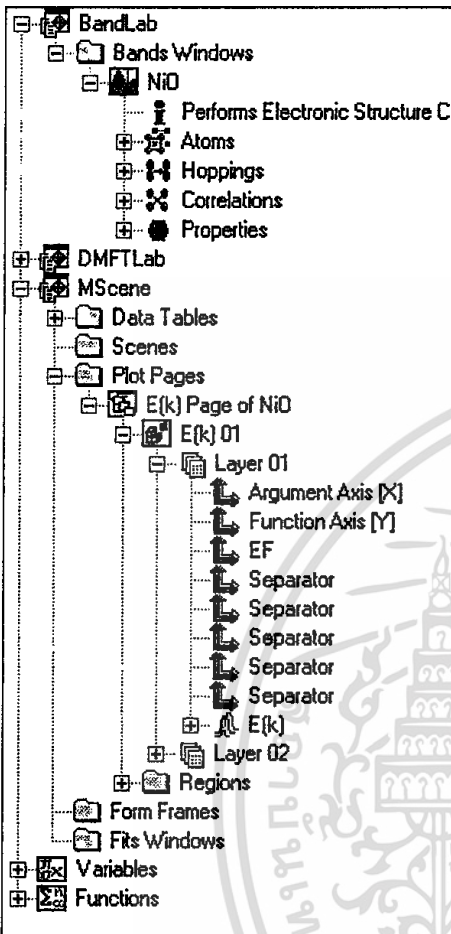 BandLab
Bands Windows
NiO
Performs Electronic Structure C
Atoms
Hoppings
Correlations
Properties
DMFTLab
MScene
Data Tables
Scenes
Plot Pages
E(k) Page of NiO
E(k) 01
Layer 01
Argument Axis [X]
Function Axis [Y]
EF
Separator
Separator
Separator
Separator
Separator
E(k)
Layer 02
Regions
Form Frames
Fits Windows
Variables
Functions